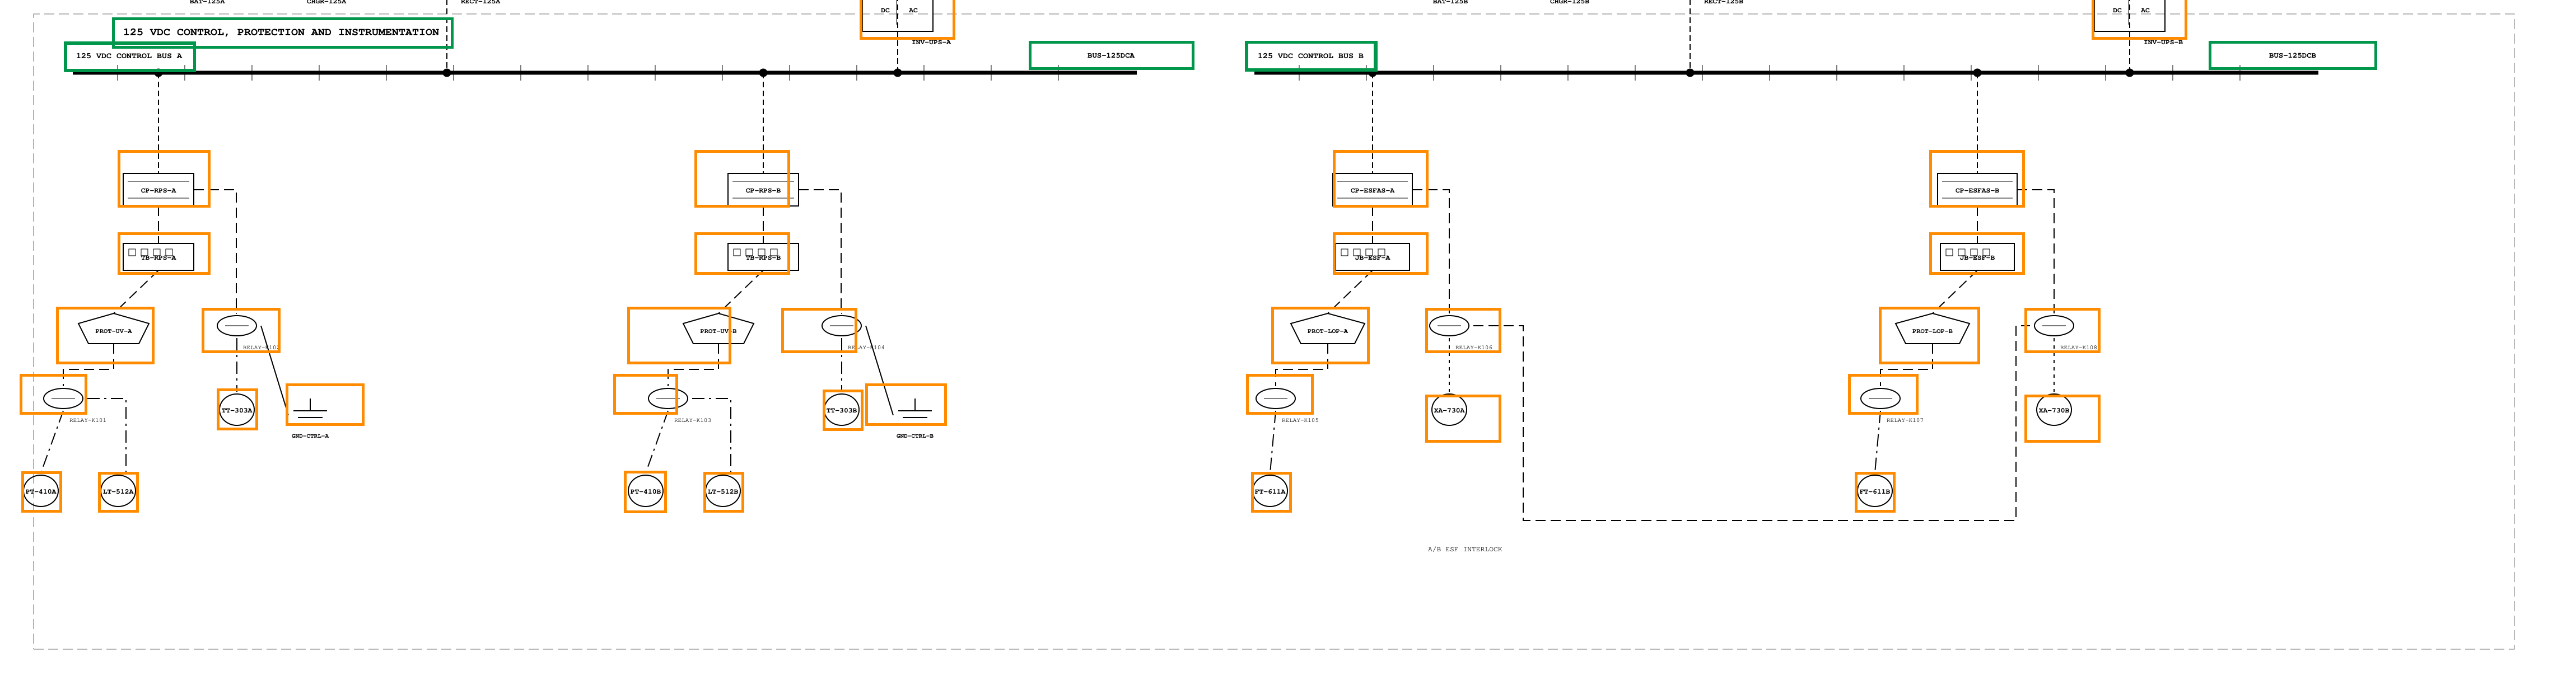 BAT-125A CHGR-125A RECT-125A
DC AC
BAT-125B CHGR-125B RECT-125B
DC AC
125 VDC CONTROL, PROTECTION AND INSTRUMENTATION
INV-UPS-A
INV-UPS-B
125 VDC CONTROL BUS A
BUS-125DCA
125 VDC CONTROL BUS B
BUS-125DCB
CP-RPS-A
CP-RPS-B
CP-ESFAS-A
CP-ESFAS-B
TB-RPS-A
TB-RPS-B
JB-ESF-A
JB-ESF-B
PROT-UV-A
PROT-UV-B
PROT-LOP-A
PROT-LOP-B
RELAY-K102
RELAY-K104
RELAY-K106
RELAY-K108
TT-303A
TT-303B
XA-730A
XA-730B
RELAY-K101
RELAY-K103
RELAY-K105
RELAY-K107
GND-CTRL-A
GND-CTRL-B
PT-410A
LT-512A
PT-410B
LT-512B
FT-611A
FT-611B
A/B ESF INTERLOCK